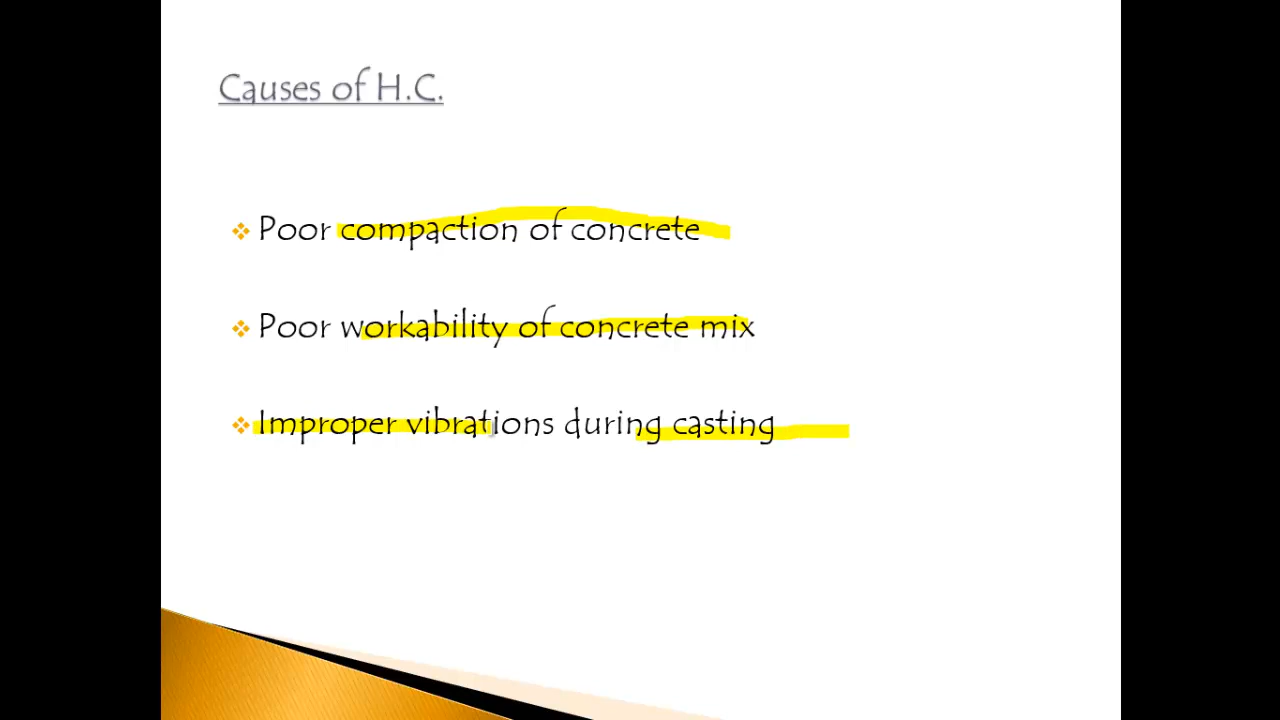 Causes of H.C.
Poor compaction of concrete
Poor workability of concrete mix
Improper vibrations during casting